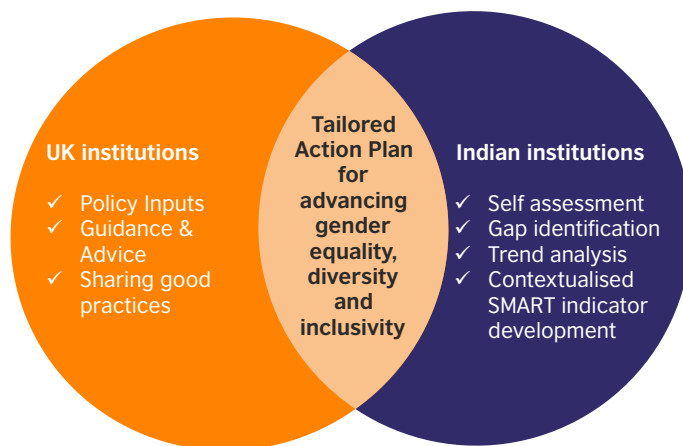 UK institutions
✓ Policy Inputs
✓ Guidance &
Advice
✓ Sharing good
practices
Tailored
Action Plan
for
advancing
gender
equality,
diversity
and
inclusivity
Indian institutions
✓ Self assessment
✓ Gap identification
✓ Trend analysis
✓ Contextualised
SMART indicator
development